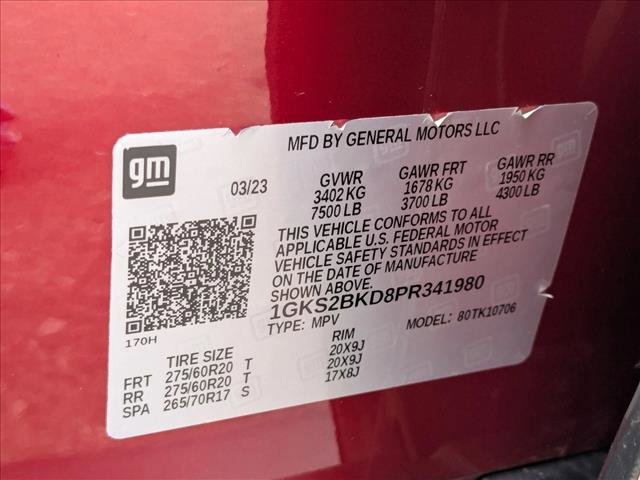 MFD BY GENERAL MOTORS LLC
gm
03/23
GVWR GAWR FRT GAWR RR
3402 KG 1678 KG 1950 KG
7500 LB 3700 LB 4300 LB
THIS VEHICLE CONFORMS TO ALL
APPLICABLE U.S. FEDERAL MOTOR
VEHICLE SAFETY STANDARDS IN EFFECT
ON THE DATE OF MANUFACTURE
1GKS2BKD8PR341980
TYPE: MPV MODEL: 80TK10706
170H
TIRE SIZE RIM
FRT 275/60R20 T 20X9J
RR 275/60R20 T 20X9J
SPA 265/70R17 S 17X8J